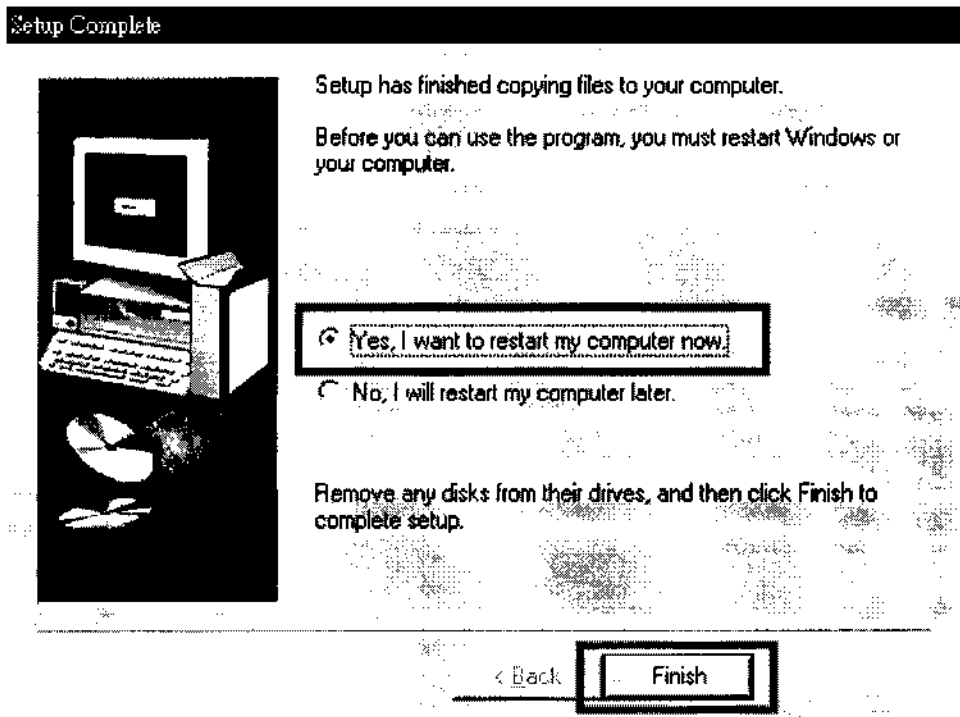 Setup Complete
Setup has finished copying files to your computer.
Before you can use the program, you must restart Windows or
your computer.
Yes, I want to restart my computer now.
No, I will restart my computer later.
Remove any disks from their drives, and then click Finish to
complete setup.
< Back
Finish